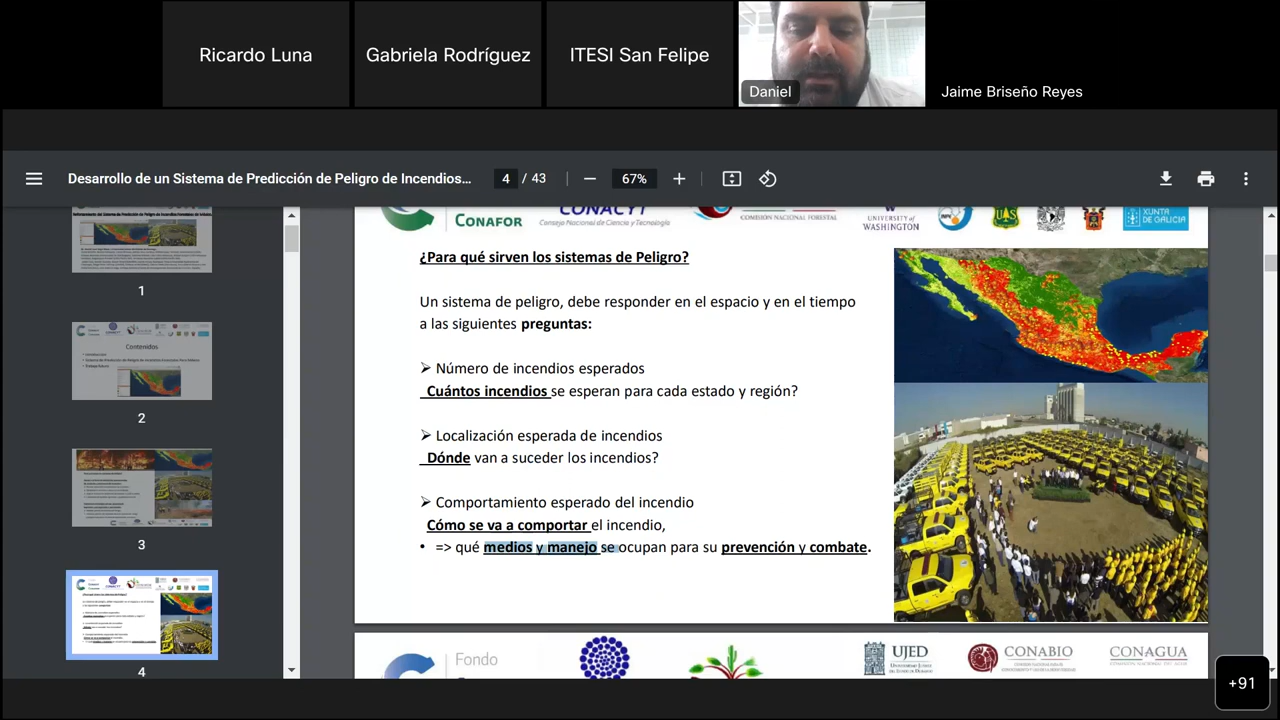 Ricardo Luna
Gabriela Rodríguez
ITESI San Felipe
Daniel
Jaime Briseño Reyes
Desarrollo de un Sistema de Predicción de Peligro de Incendios...
4 / 43
67%
CONAFOR
CONACYT
Consejo Nacional de Ciencia y Tecnología
COMISIÓN NACIONAL FORESTAL
UNIVERSITY of
WASHINGTON
XUNTA
DE GALICIA
1
Contenidos
2
3
4
¿Para qué sirven los sistemas de Peligro?
Un sistema de peligro, debe responder en el espacio y en el tiempo
a las siguientes preguntas:
➢ Número de incendios esperados
Cuántos incendios se esperan para cada estado y región?
➢ Localización esperada de incendios
Dónde van a suceder los incendios?
➢ Comportamiento esperado del incendio
Cómo se va a comportar el incendio,
• => qué medios y manejo se ocupan para su prevención y combate.
Fondo
UJED
CONABIO
CONAGUA
+91